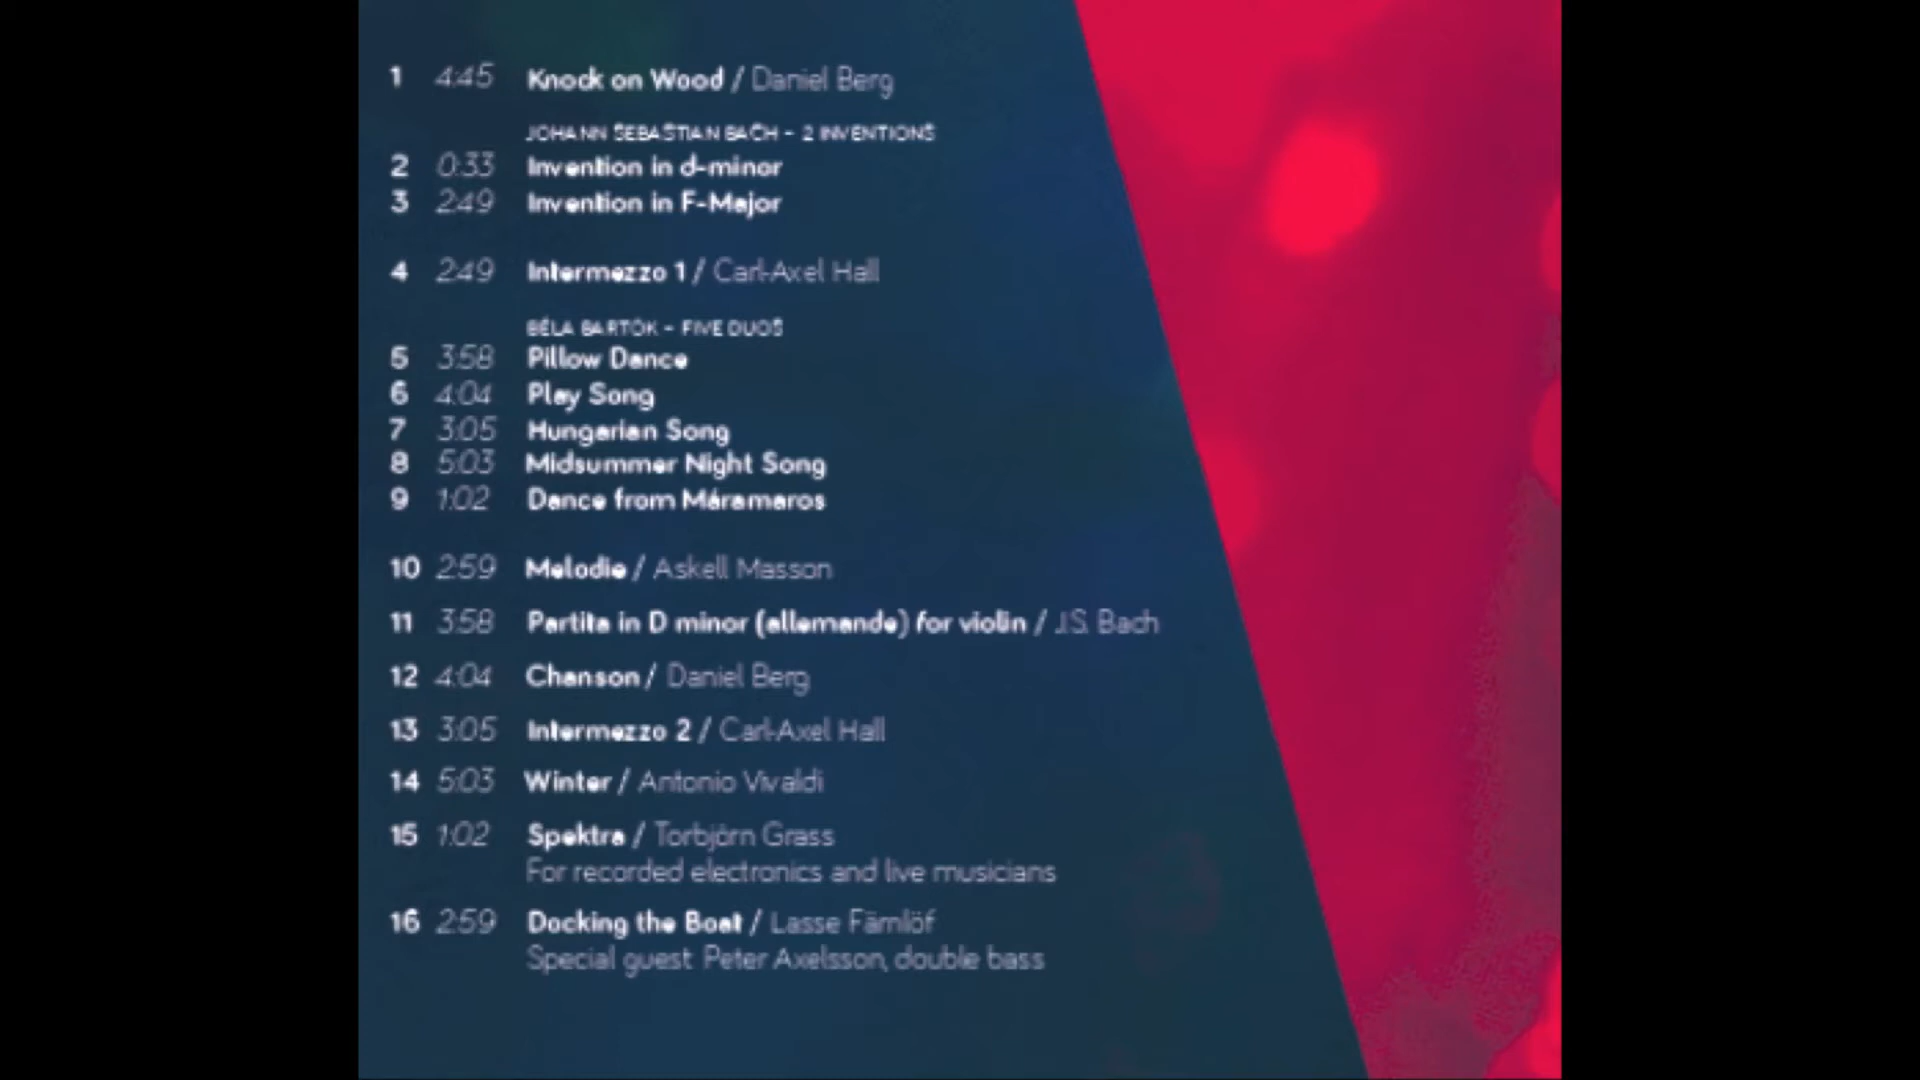 1 4:45 Knock on Wood / Daniel Berg
JOHANN SEBASTIAN BACH - 2 INVENTIONS
2 0:33 Invention in d-minor
3 2:49 Invention in F-Major
4 2:49 Intermezzo 1 / Carl-Axel Hall
BÉLA BARTÓK - FIVE DUOS
5 3:58 Pillow Dance
6 4:04 Play Song
7 3:05 Hungarian Song
8 5:03 Midsummer Night Song
9 1:02 Dance from Máramaros
10 2:59 Melodie / Askell Masson
11 3:58 Partita in D minor (allemande) for violin / J.S. Bach
12 4:04 Chanson / Daniel Berg
13 3:05 Intermezzo 2 / Carl-Axel Hall
14 5:03 Winter / Antonio Vivaldi
15 1:02 Spektra / Torbjörn Grass
For recorded electronics and live musicians
16 2:59 Docking the Boat / Lasse Färnlöf
Special guest: Peter Axelsson, double bass